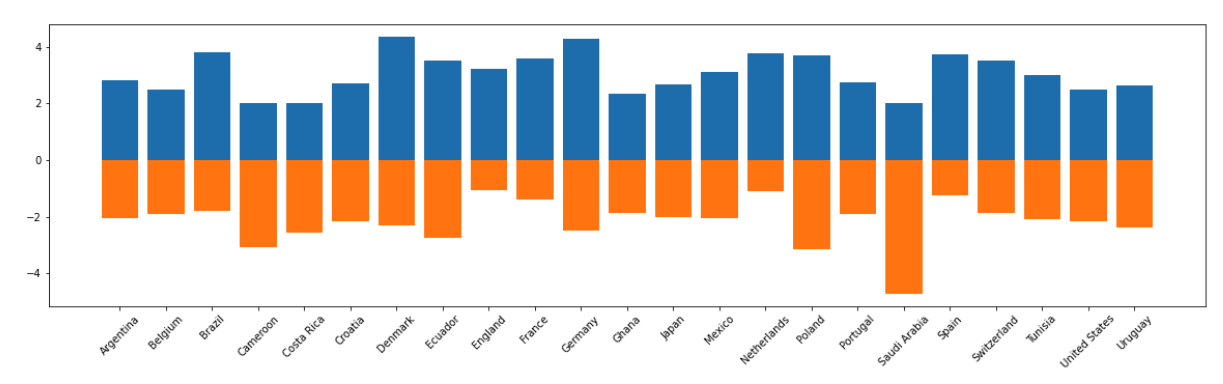 4
2
0
−2
−4
Argentina
Belgium
Brazil
Cameroon
Costa Rica
Croatia
Denmark
Ecuador
England
France
Germany
Ghana
Japan
Mexico
Netherlands
Poland
Portugal
Saudi Arabia
Spain
Switzerland
Tunisia
United States
Uruguay